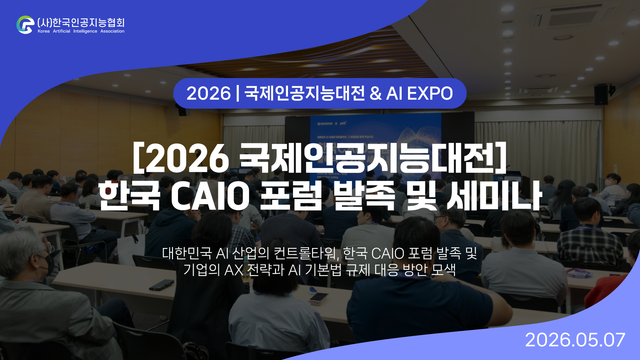 (사)한국인공지능협회
Korea Artificial Intelligence Association
2026 | 국제인공지능대전 & AI EXPO
[2026 국제인공지능대전]
한국 CAIO 포럼 발족 및 세미나
대한민국 AI 산업의 컨트롤타워, 한국 CAIO 포럼 발족 및
기업의 AX 전략과 AI 기본법 규제 대응 방안 모색
2026.05.07